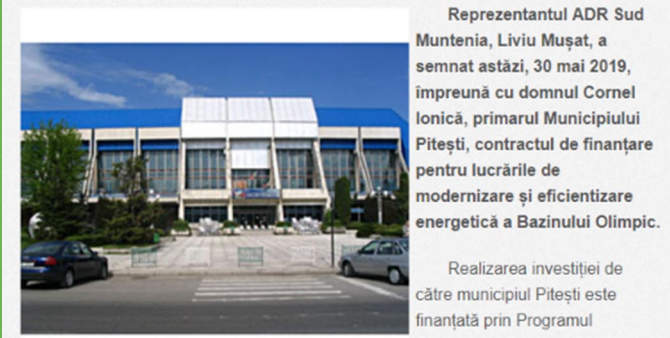 Reprezentantul ADR Sud
Muntenia, Liviu Mușat, a
semnat astăzi, 30 mai 2019,
împreună cu domnul Cornel
Ionică, primarul Municipiului
Pitești, contractul de finanțare
pentru lucrările de
modernizare și eficientizare
energetică a Bazinului Olimpic.
Realizarea investiției de
către municipiul Pitești este
finanțată prin Programul